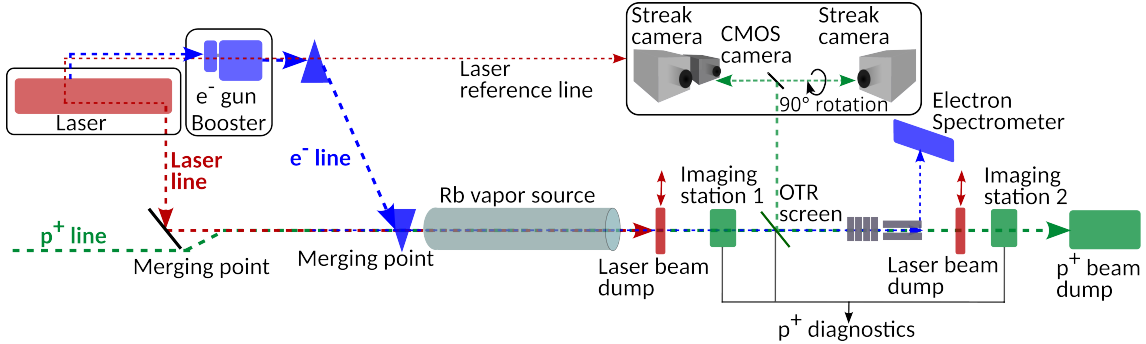 Streak
camera
CMOS
camera
Streak
camera
Laser
e- gun
Booster
Laser
reference line
90° rotation
Electron
Spectrometer
Laser
line
e- line
Rb vapor source
Imaging
station 1
OTR
screen
Imaging
station 2
p+ line
Merging point
Merging point
Laser beam
dump
Laser beam
dump
p+ beam
dump
p+ diagnostics